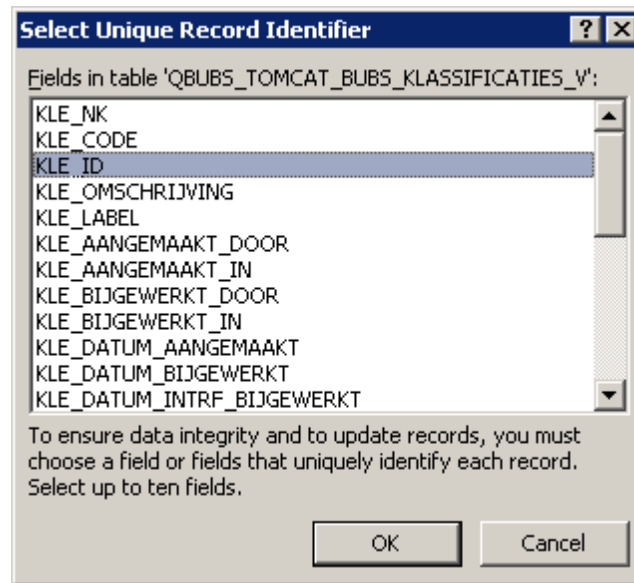 Select Unique Record Identifier
Fields in table 'QBUBS_TOMCAT_BUBS_KLASSIFICATIES_V':
KLE_NK
KLE_CODE
KLE_ID
KLE_OMSCHRIJVING
KLE_LABEL
KLE_AANGEMAAKT_DOOR
KLE_AANGEMAAKT_IN
KLE_BIJGEWERKT_DOOR
KLE_BIJGEWERKT_IN
KLE_DATUM_AANGEMAAKT
KLE_DATUM_BIJGEWERKT
KLE_DATUM_INTRF_BIJGEWERKT
To ensure data integrity and to update records, you must
choose a field or fields that uniquely identify each record.
Select up to ten fields.
OK Cancel